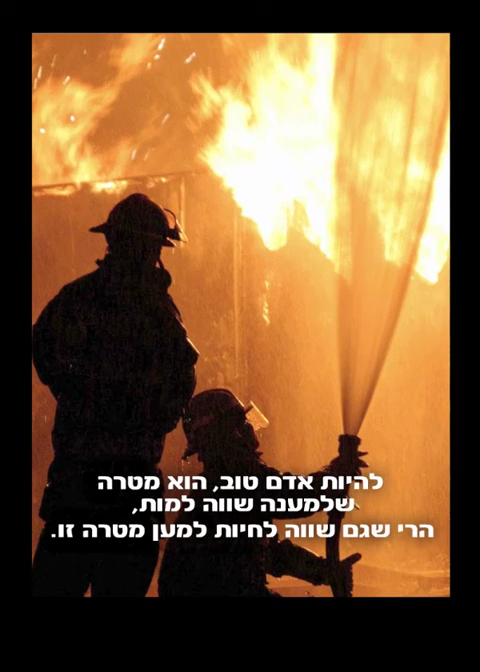 להיות אדם טוב, הוא מטרה
שלמענה שווה למות,
הרי שגם שווה לחיות למען מטרה זו.